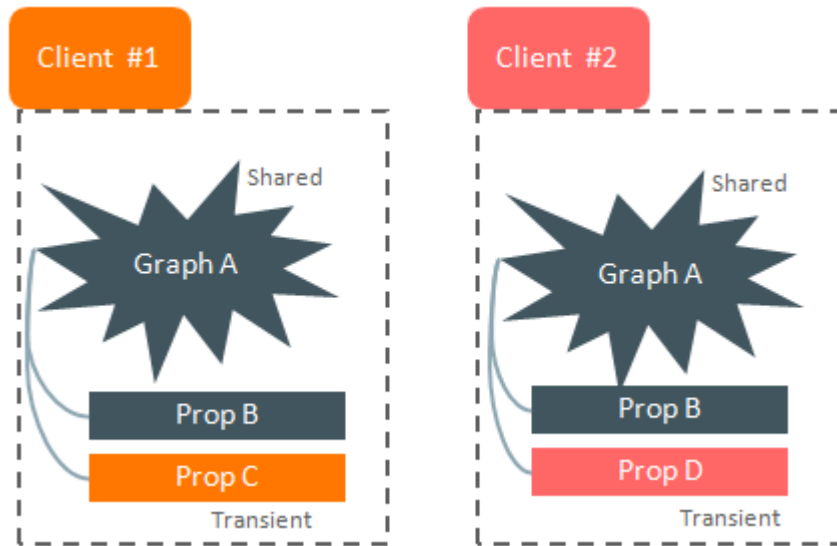 Client #1
Shared
Graph A
Prop B
Prop C
Transient
Client #2
Shared
Graph A
Prop B
Prop D
Transient